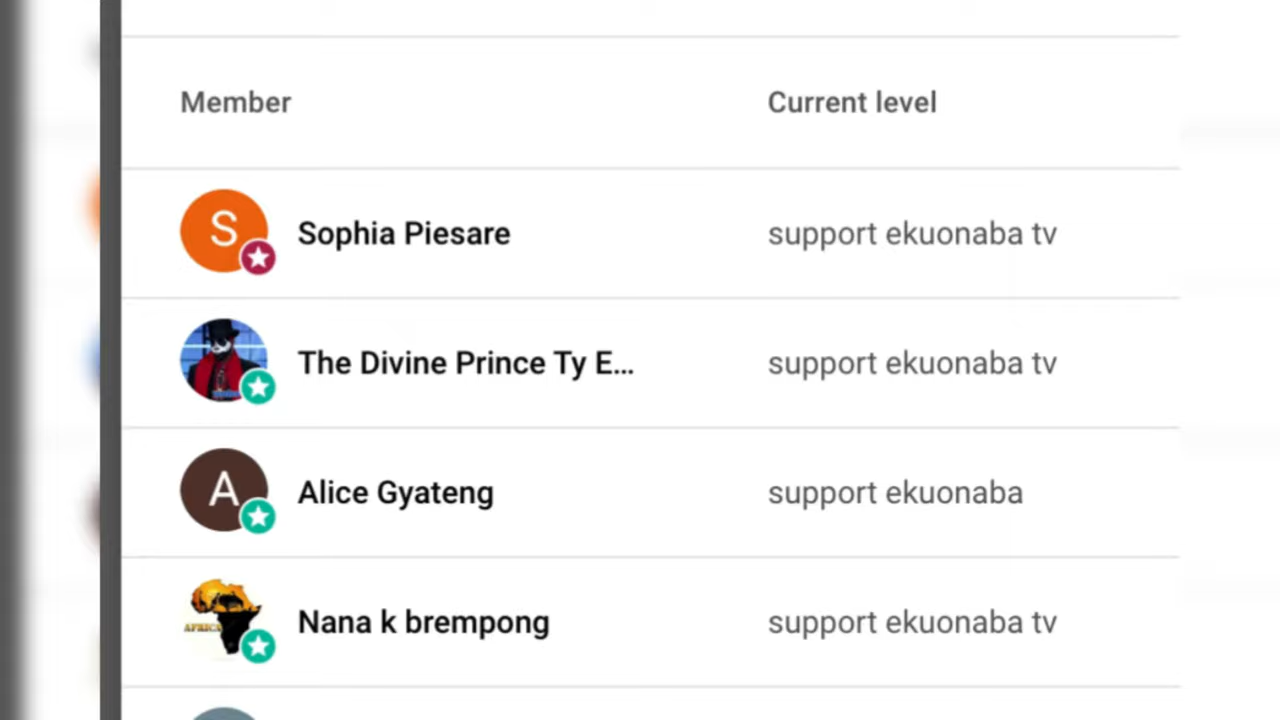 Member Current level
S Sophia Piesare support ekuonaba tv
The Divine Prince Ty E... support ekuonaba tv
A Alice Gyateng support ekuonaba
AFRICA Nana k brempong support ekuonaba tv